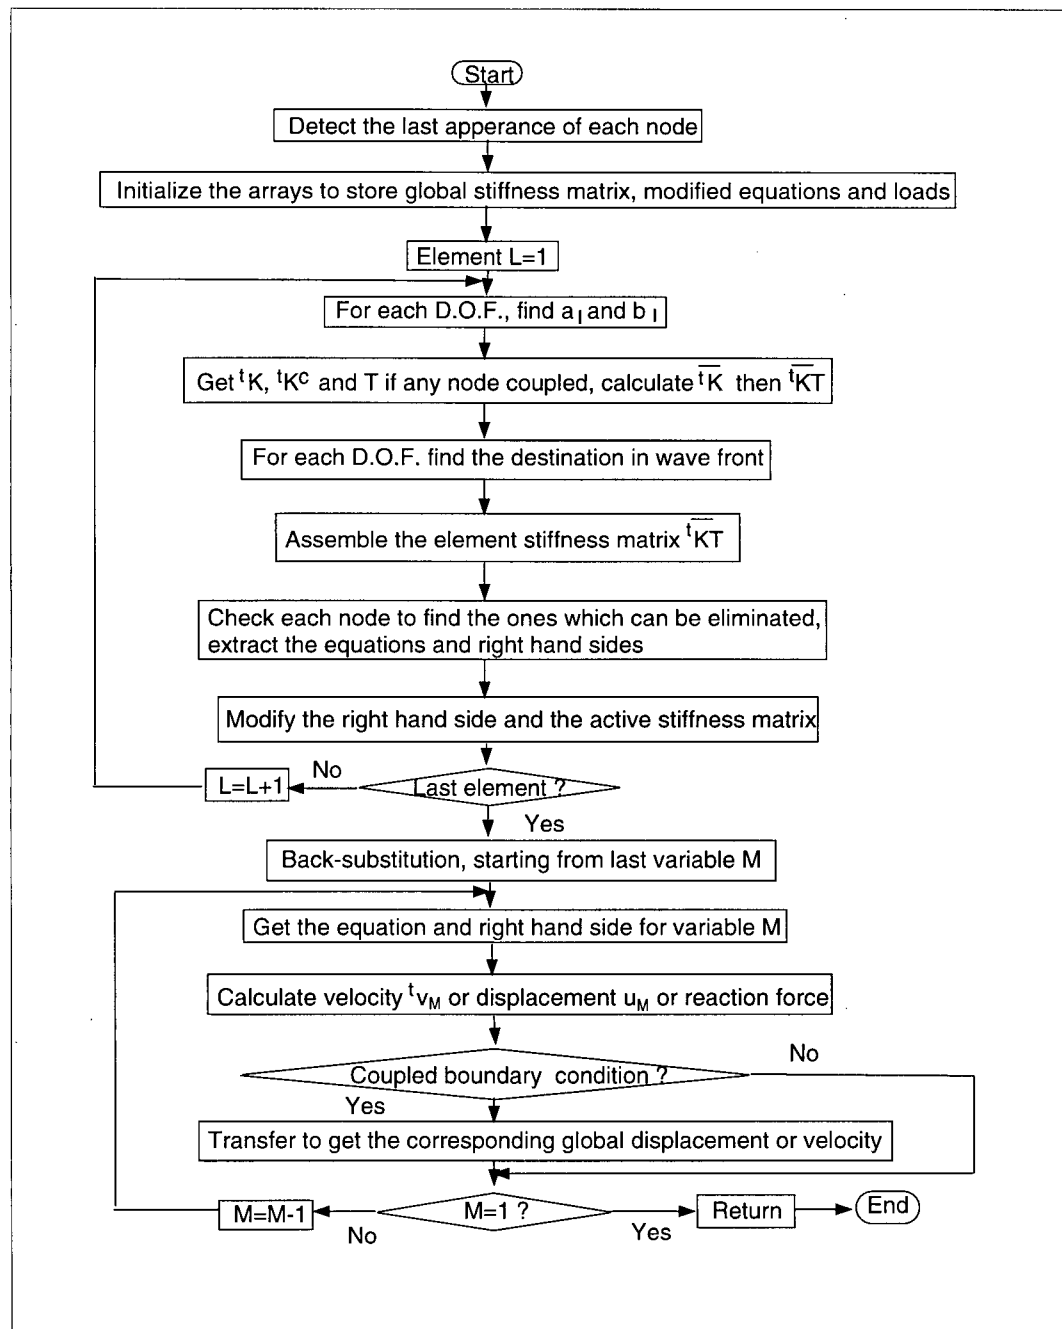 Start
Detect the last apperance of each node
Initialize the arrays to store global stiffness matrix, modified equations and loads
Element L=1
For each D.O.F., find a_I and b_I
Get ᵗK, ᵗKᶜ and T if any node coupled, calculate ᵗK̅ then ᵗK̅T̅
For each D.O.F. find the destination in wave front
Assemble the element stiffness matrix ᵗK̅T̅
Check each node to find the ones which can be eliminated,
extract the equations and right hand sides
Modify the right hand side and the active stiffness matrix
L=L+1
No
Last element ?
Yes
Back-substitution, starting from last variable M
Get the equation and right hand side for variable M
Calculate velocity ᵗv_M or displacement u_M or reaction force
No
Coupled boundary condition ?
Yes
Transfer to get the corresponding global displacement or velocity
M=M-1
No
M=1 ?
Yes
Return
End